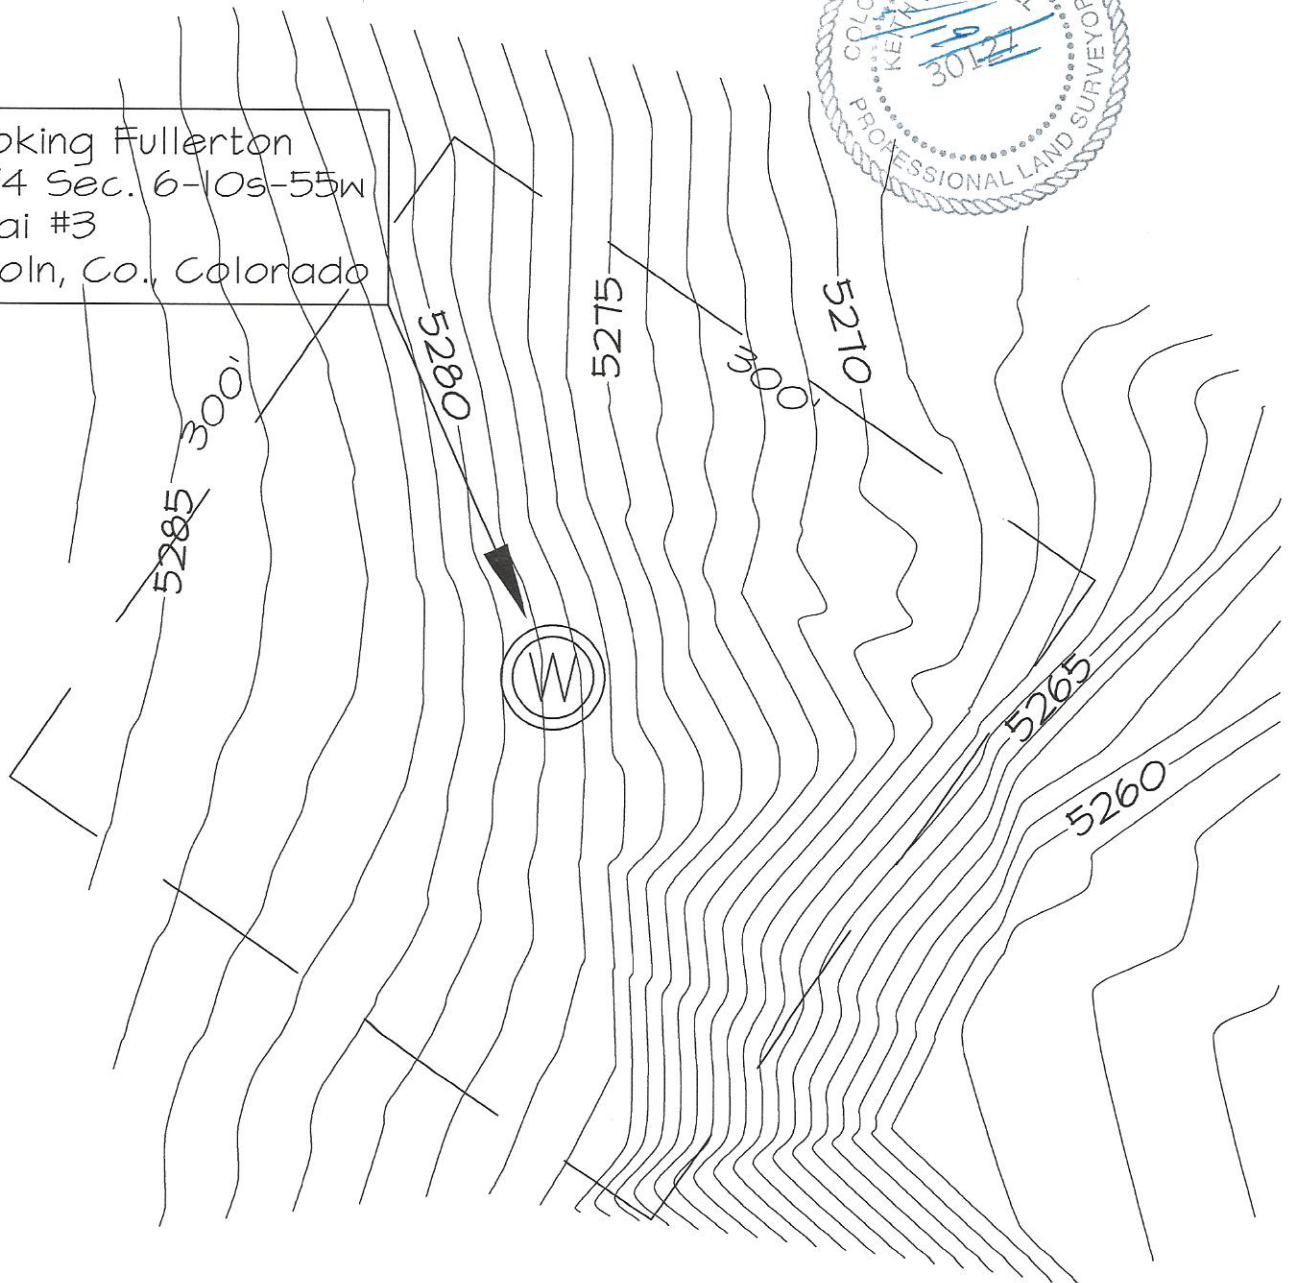 30127
PROFESSIONAL LAND SURVEYOR
oking Fullerton
/4 Sec. 6-10s-55w
ai #3
oln, Co., Colorado
5280
5275
5270
300'
300'
5285
W
5265
5260